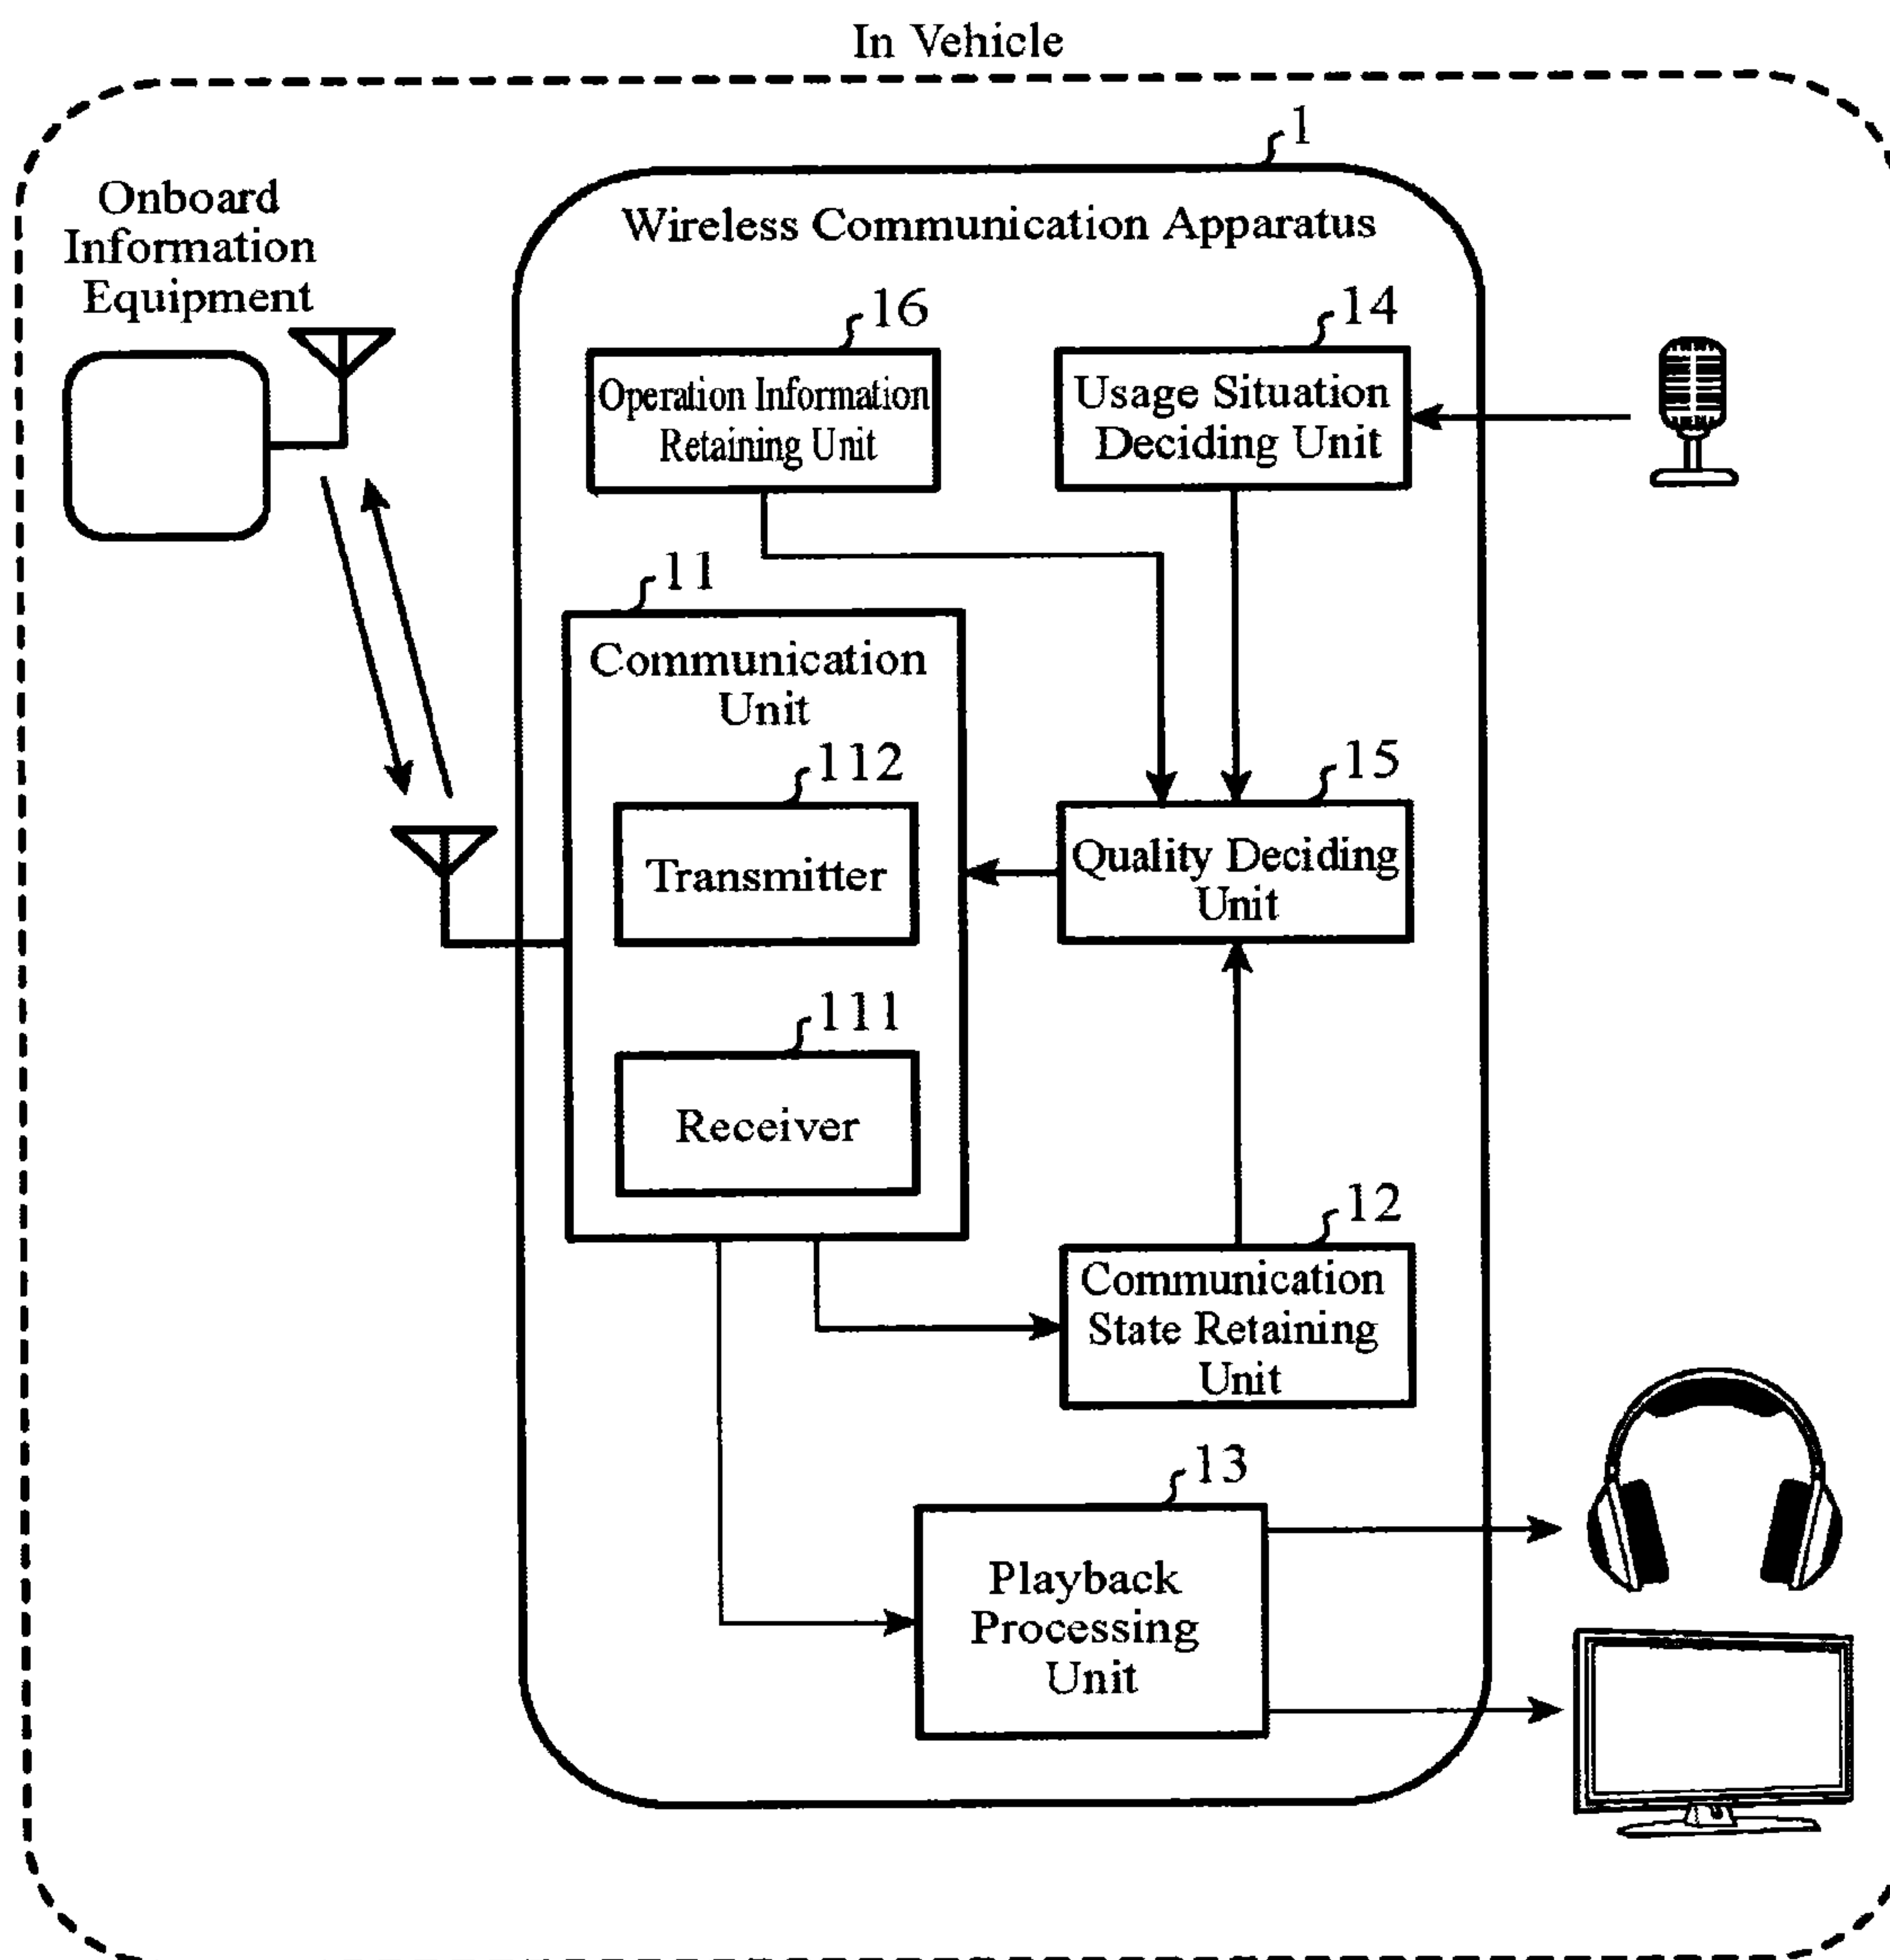 In Vehicle
1
Onboard
Information
Equipment
Wireless Communication Apparatus
16
Operation Information
Retaining Unit
14
Usage Situation
Deciding Unit
11
Communication
Unit
112
Transmitter
15
Quality Deciding
Unit
111
Receiver
12
Communication
State Retaining
Unit
13
Playback
Processing
Unit